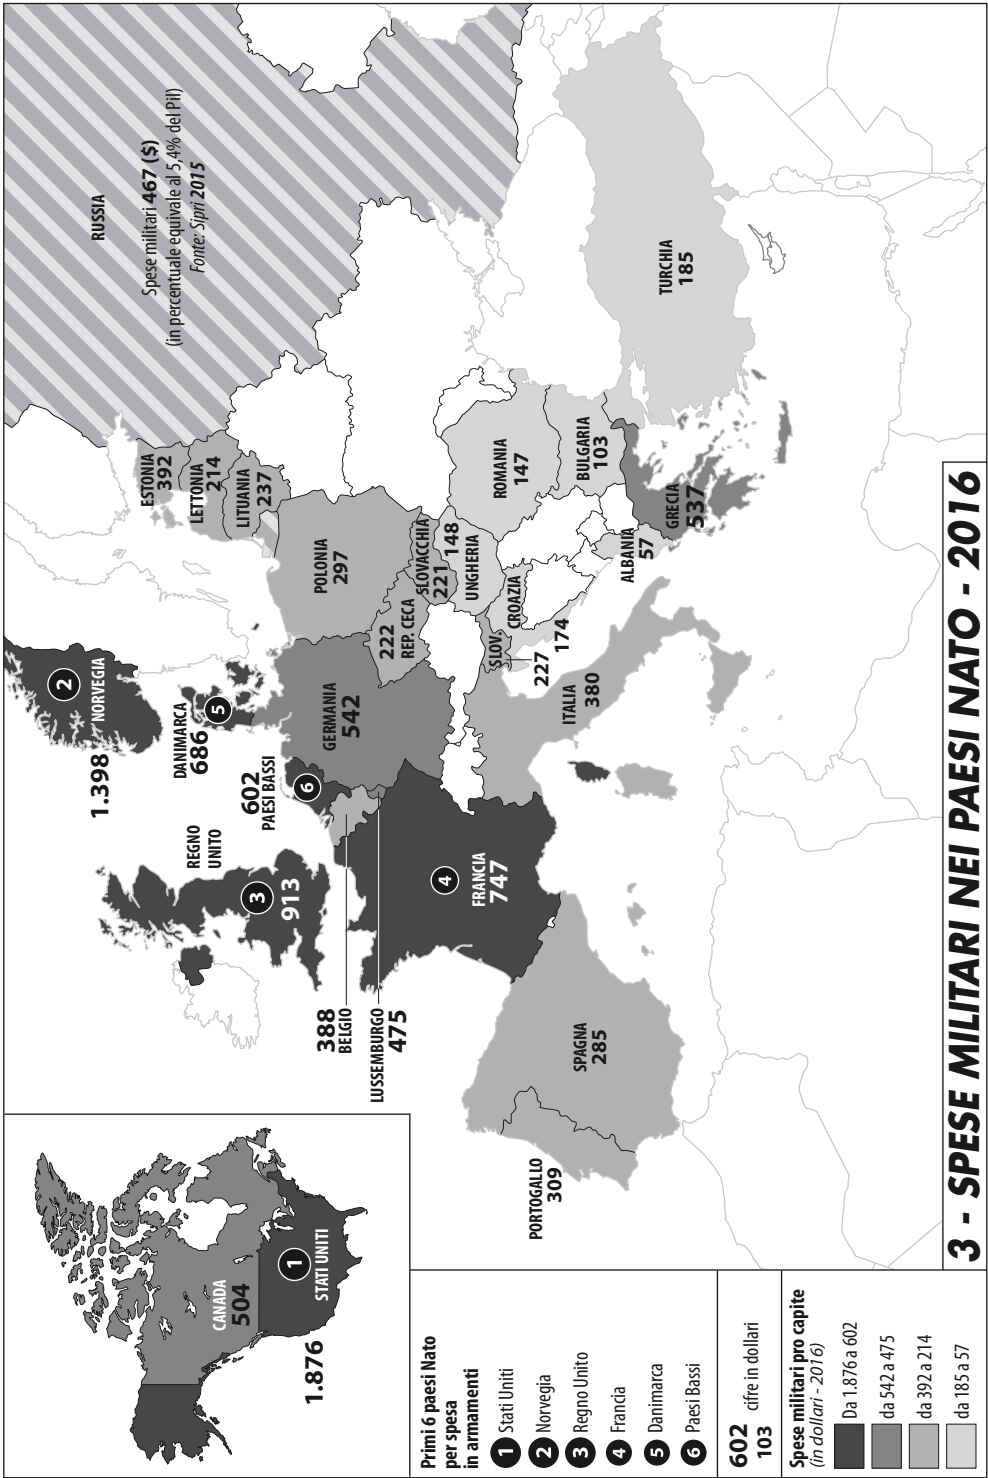 3 - SPESE MILITARI NEI PAESI NATO - 2016
CANADA
504
1
STATI UNITI
1.876
RUSSIA
Spese militari 467 ($)
(in percentuale equivale al 5,4% del Pil)
Fonte: Sipri 2015
2
NORVEGIA
1.398
DANIMARCA
686
5
602
PAESI BASSI
6
REGNO
UNITO
3
913
388
BELGIO
LUSSEMBURGO
475
ESTONIA
392
LETTONIA
214
LITUANIA
237
POLONIA
297
GERMANIA
542
222
REP. CECA
SLOVACCHIA
221
148
UNGHERIA
4
FRANCIA
747
SLOV.
227
CROAZIA
174
ROMANIA
147
BULGARIA
103
ITALIA
380
ALBANIA
57
GRECIA
537
TURCHIA
185
SPAGNA
285
PORTOGALLO
309
Primi 6 paesi Nato
per spesa
in armamenti
1 Stati Uniti
2 Norvegia
3 Regno Unito
4 Francia
5 Danimarca
6 Paesi Bassi
602
103
cifre in dollari
Spese militari pro capite
(in dollari - 2016)
Da 1.876 a 602
da 542 a 475
da 392 a 214
da 185 a 57